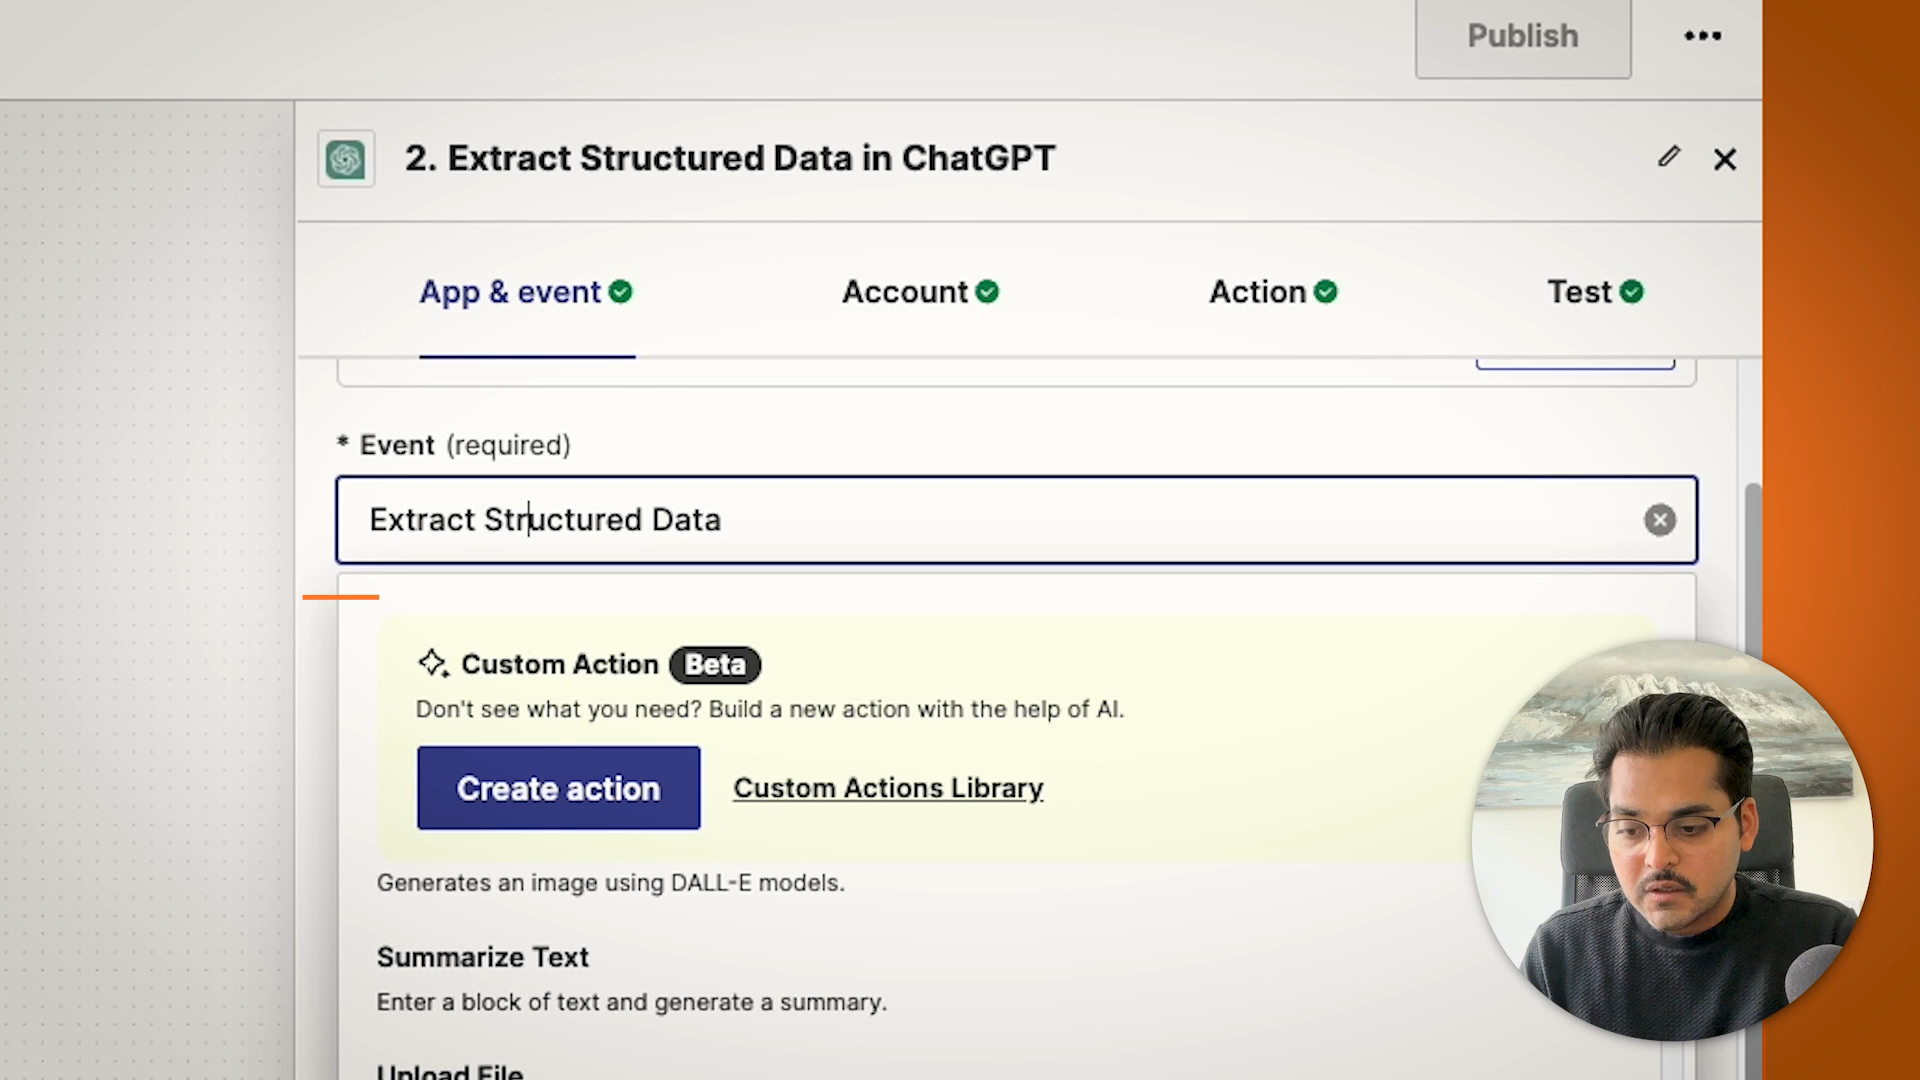 Publish
2. Extract Structured Data in ChatGPT
App & event
Account
Action
Test
* Event (required)
Extract Structured Data
Custom Action Beta
Don't see what you need? Build a new action with the help of AI.
Create action
Custom Actions Library
Generates an image using DALL-E models.
Summarize Text
Enter a block of text and generate a summary.
Upload File